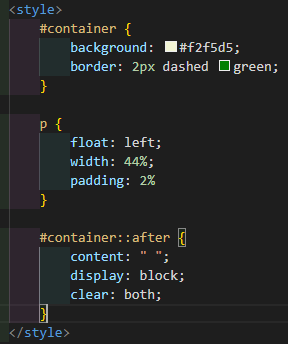 <style>
#container {
background: #f2f5d5;
border: 2px dashed green;
}
p {
float: left;
width: 44%;
padding: 2%
}
#container::after {
content: " ";
display: block;
clear: both;
}
</style>